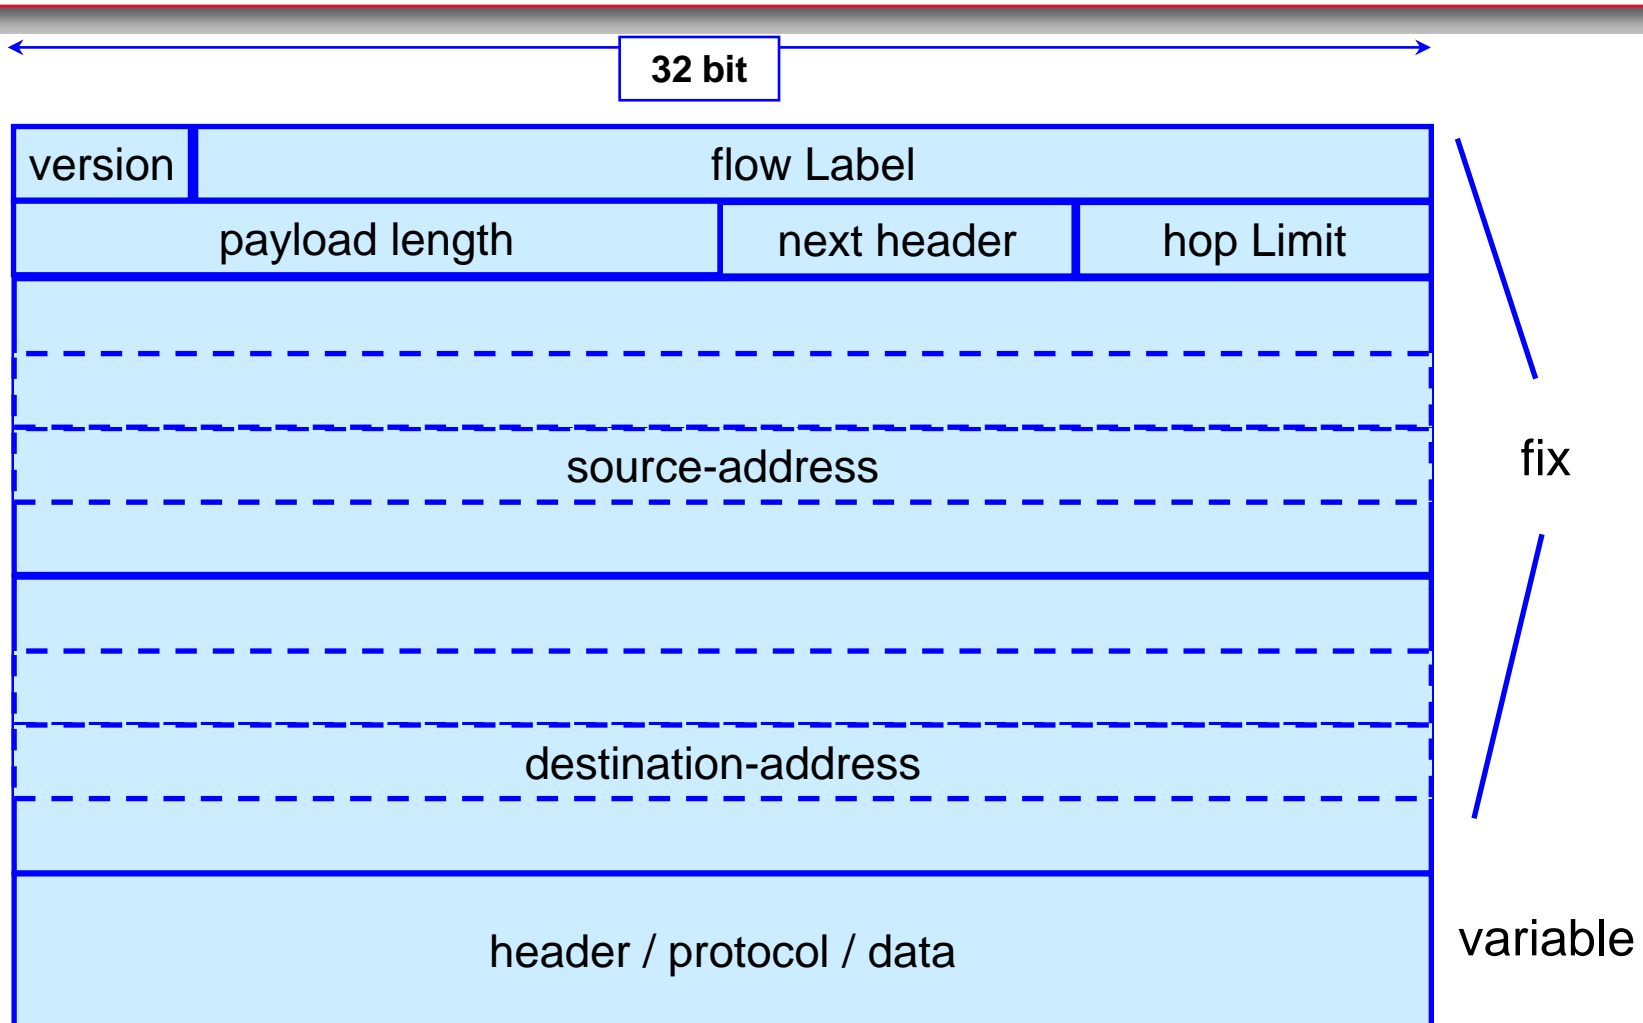 32 bit
version
flow Label
payload length
next header
hop Limit
source-address
fix
destination-address
header / protocol / data
variable